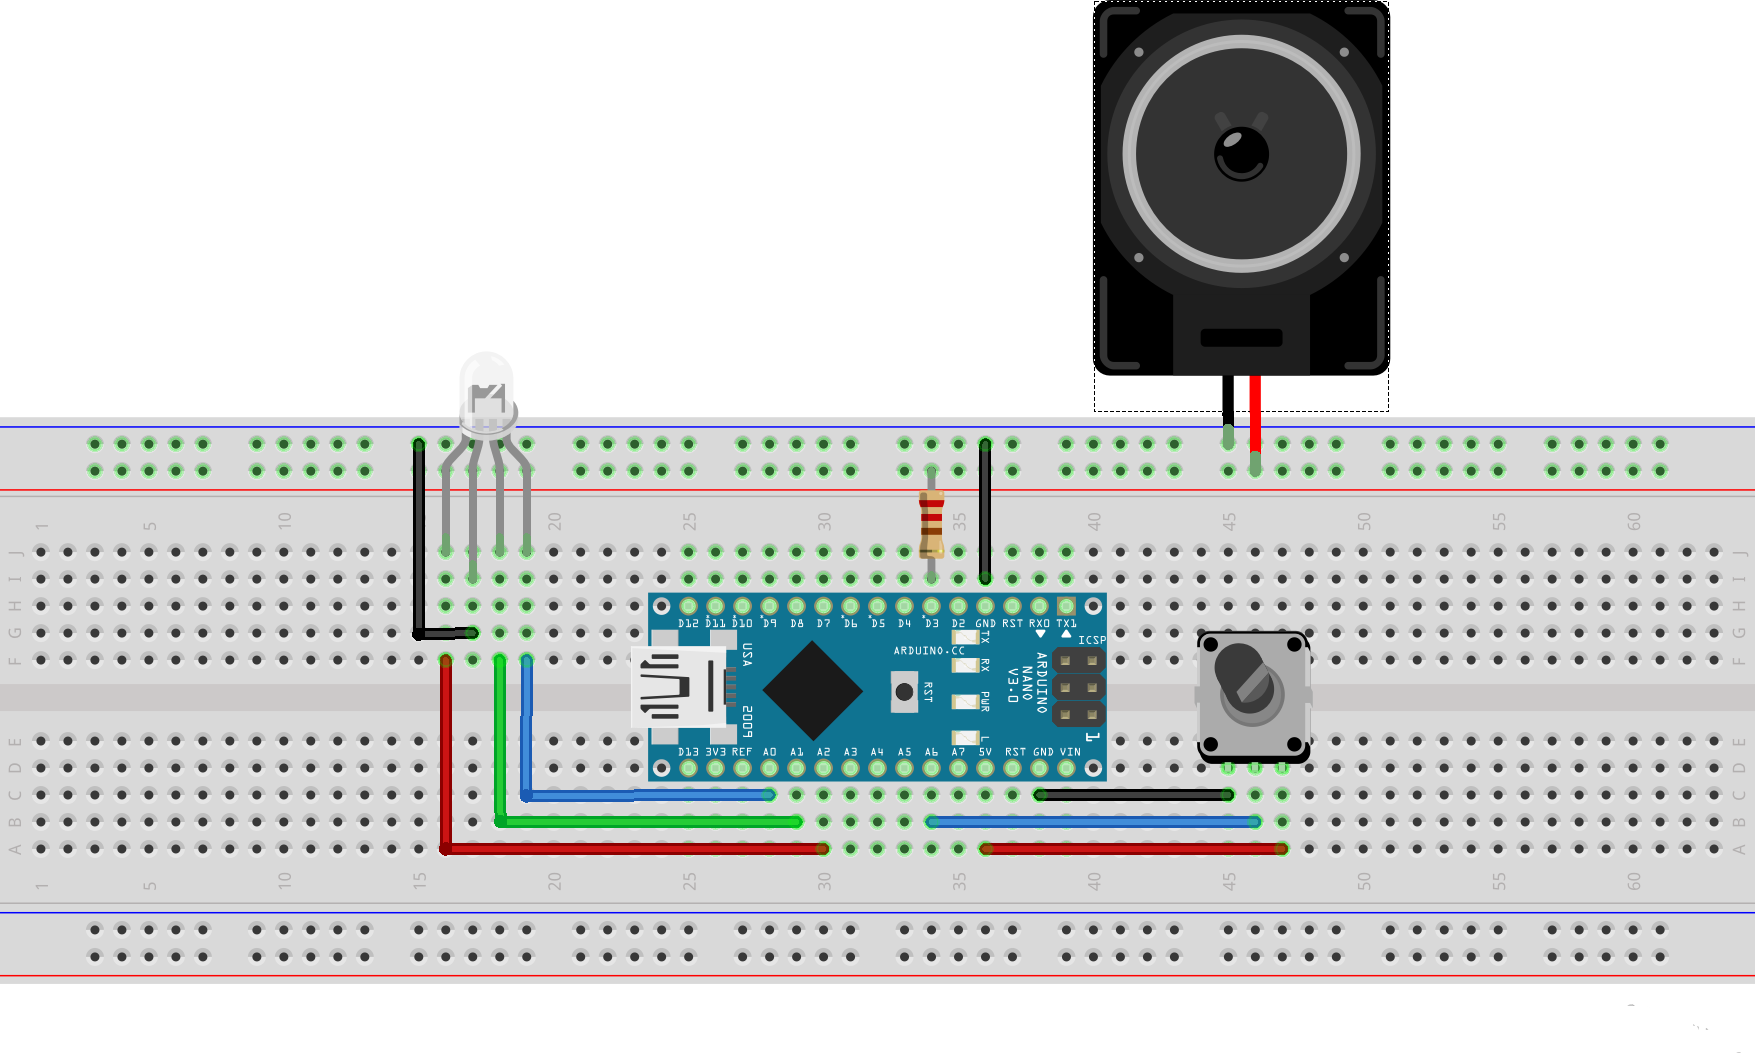 1 5 10 15 20 25 30 35 40 45 50 55 60
J J
I I
H H
G G
F F
D12 D11 D10 D9 D8 D7 D6 D5 D4 D3 D2 GND RST RX0 TX1
ICSP
ARDUINO.CC
TX
RX
PWR
L
RST
USA
2009
ARDUINO
NANO
V3.0
1
D13 3V3 REF A0 A1 A2 A3 A4 A5 A6 A7 5V RST GND VIN
E E
D D
C C
B B
A A
1 5 10 15 20 25 30 35 40 45 50 55 60